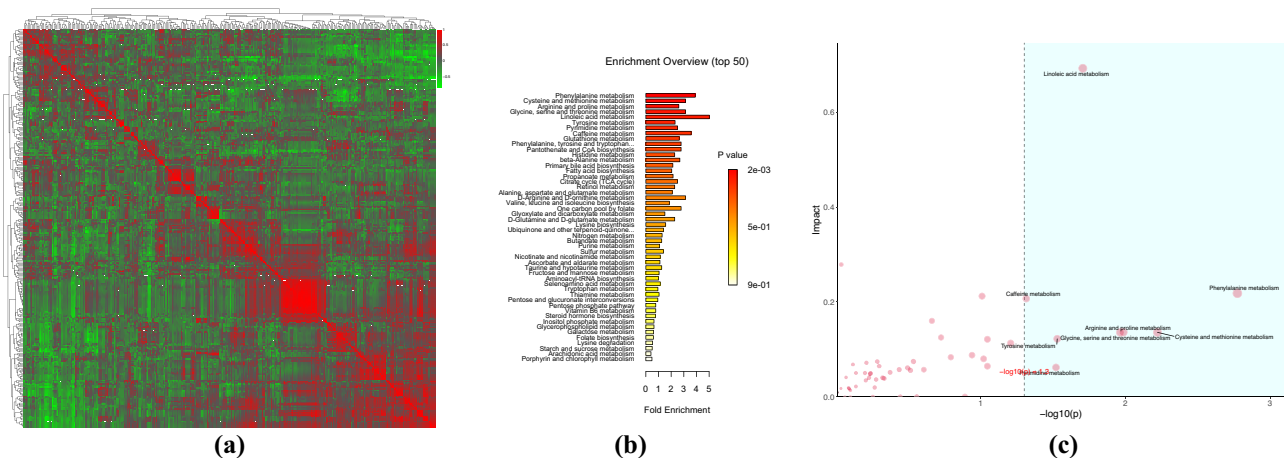 1
0.5
0
-0.5
(a)
Enrichment Overview (top 50)
Phenylalanine metabolism
Cysteine and methionine metabolism
Arginine and proline metabolism
Glycine, serine and threonine metabolism
Linoleic acid metabolism
Tyrosine metabolism
Pyrimidine metabolism
Caffeine metabolism
Glutathione metabolism
Phenylalanine, tyrosine and tryptophan...
Pantothenate and CoA biosynthesis
Histidine metabolism
beta-Alanine metabolism
Primary bile acid biosynthesis
Fatty acid biosynthesis
Propanoate metabolism
Citrate cycle (TCA cycle)
Retinol metabolism
Alanine, aspartate and glutamate metabolism
D-Arginine and D-ornithine metabolism
Valine, leucine and isoleucine biosynthesis
One carbon pool by folate
Glyoxylate and dicarboxylate metabolism
D-Glutamine and D-glutamate metabolism
Lysine biosynthesis
Ubiquinone and other terpenoid-quinone...
Nitrogen metabolism
Butanoate metabolism
Purine metabolism
Sulfur metabolism
Nicotinate and nicotinamide metabolism
Ascorbate and aldarate metabolism
Taurine and hypotaurine metabolism
Fructose and mannose metabolism
Aminoacyl-tRNA biosynthesis
Selenoamino acid metabolism
Tryptophan metabolism
Thiamine metabolism
Pentose and glucuronate interconversions
Pentose phosphate pathway
Vitamin B6 metabolism
Steroid hormone biosynthesis
Inositol phosphate metabolism
Glycerophospholipid metabolism
Galactose metabolism
Folate biosynthesis
Lysine degradation
Starch and sucrose metabolism
Arachidonic acid metabolism
Porphyrin and chlorophyll metabolism
0 1 2 3 4 5
Fold Enrichment
P value
2e-03
5e-01
9e-01
(b)
Impact
0.6
0.4
0.2
0.0
Linoleic acid metabolism
Caffeine metabolism
Phenylalanine metabolism
Arginine and proline metabolism
Glycine, serine and threonine metabolism
Cysteine and methionine metabolism
Tyrosine metabolism
metabolism
1 2 3
−log10(p)
(c)